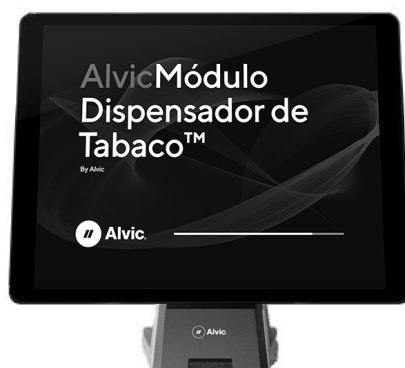 AlvicMódulo
Dispensador de
Tabaco™
By Alvic
Alvic.
Alvic.